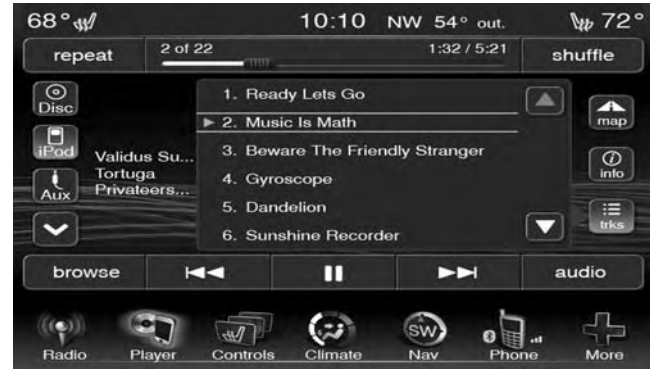 68° 10:10 NW 54° out. 72°
repeat 2 of 22 1:32 / 5:21 shuffle
Disc
iPod
Aux
Validus Su...
Tortuga
Privateers...
1. Ready Lets Go
2. Music Is Math
3. Beware The Friendly Stranger
4. Gyroscope
5. Dandelion
6. Sunshine Recorder
map
info
trks
browse audio
SW
Radio Player Controls Climate Nav Phone More